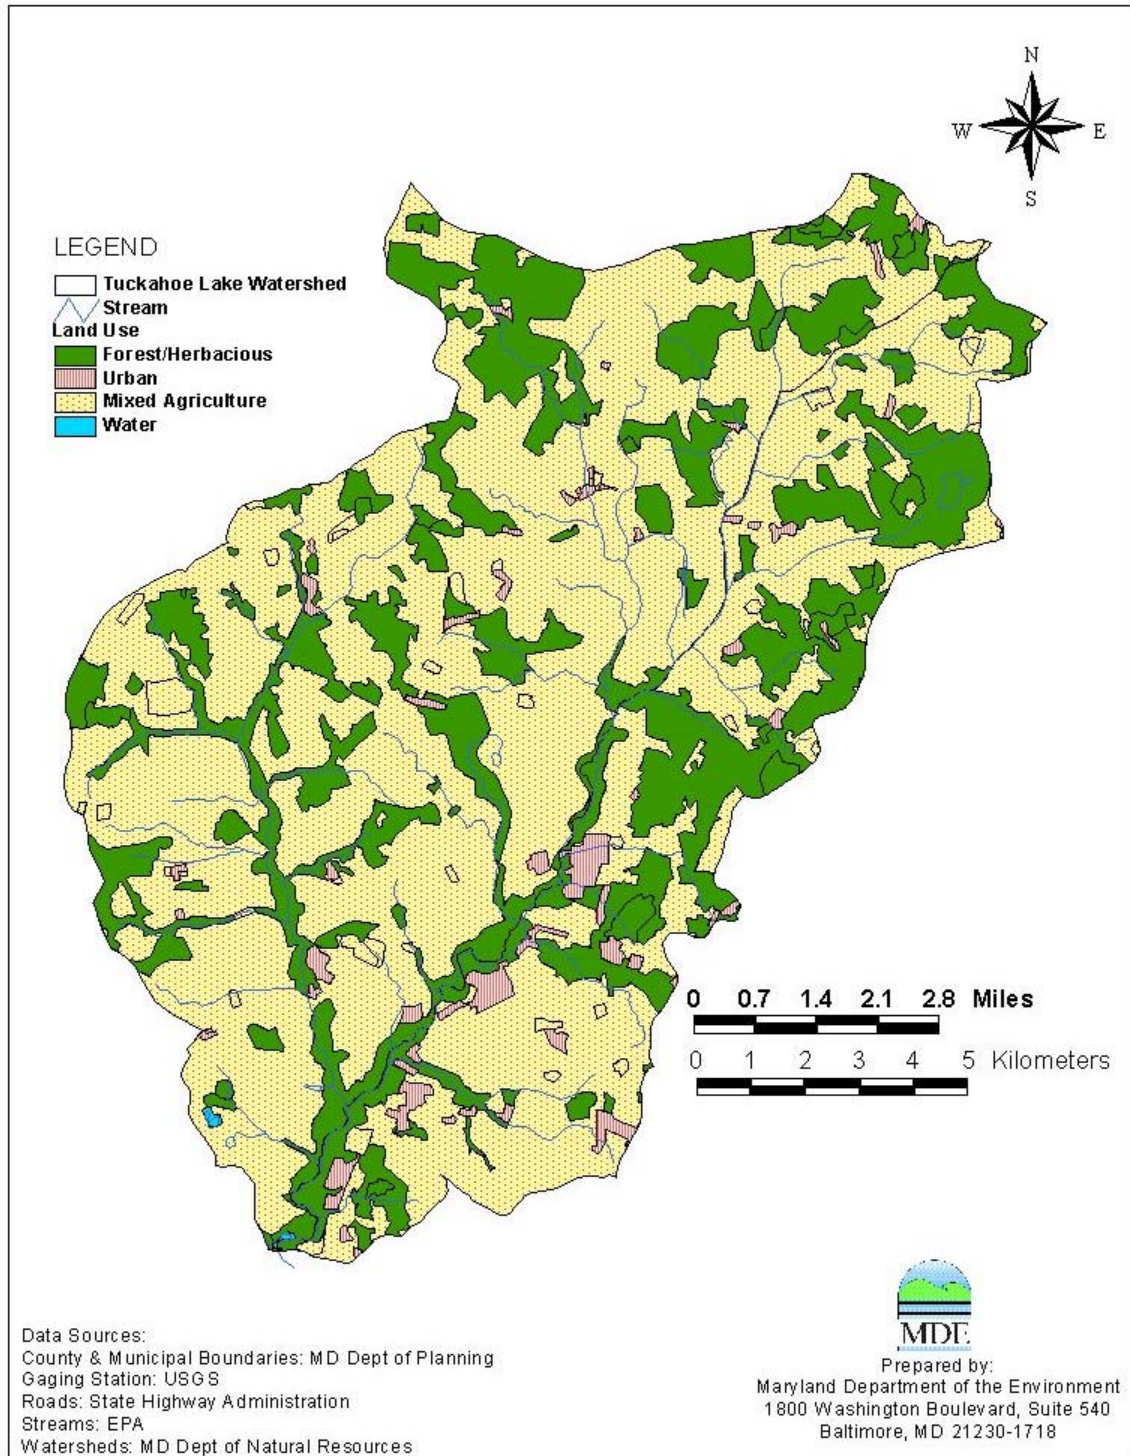 N
W E
S
LEGEND
Tuckahoe Lake Watershed
Stream
Land Use
Forest/Herbacious
Urban
Mixed Agriculture
Water
0 0.7 1.4 2.1 2.8 Miles
0 1 2 3 4 5 Kilometers
MDE
Prepared by:
Maryland Department of the Environment
1800 Washington Boulevard, Suite 540
Baltimore, MD 21230-1718
Data Sources:
County & Municipal Boundaries: MD Dept of Planning
Gaging Station: USGS
Roads: State Highway Administration
Streams: EPA
Watersheds: MD Dept of Natural Resources